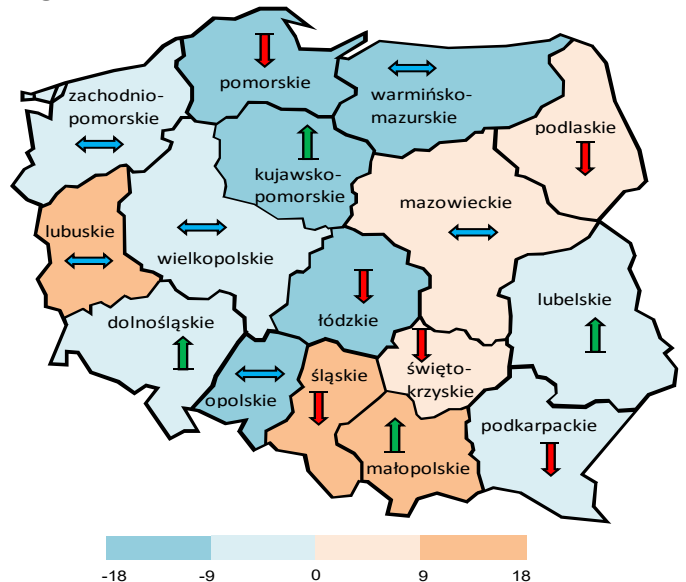 pomorskie
warmińsko-
mazurskie
zachodnio-
pomorskie
podlaskie
kujawsko-
pomorskie
mazowieckie
lubuskie
wielkopolskie
lubelskie
dolnośląskie
łódzkie
święto-
krzyskie
śląskie
opolskie
podkarpackie
małopolskie
-18 -9 0 9 18